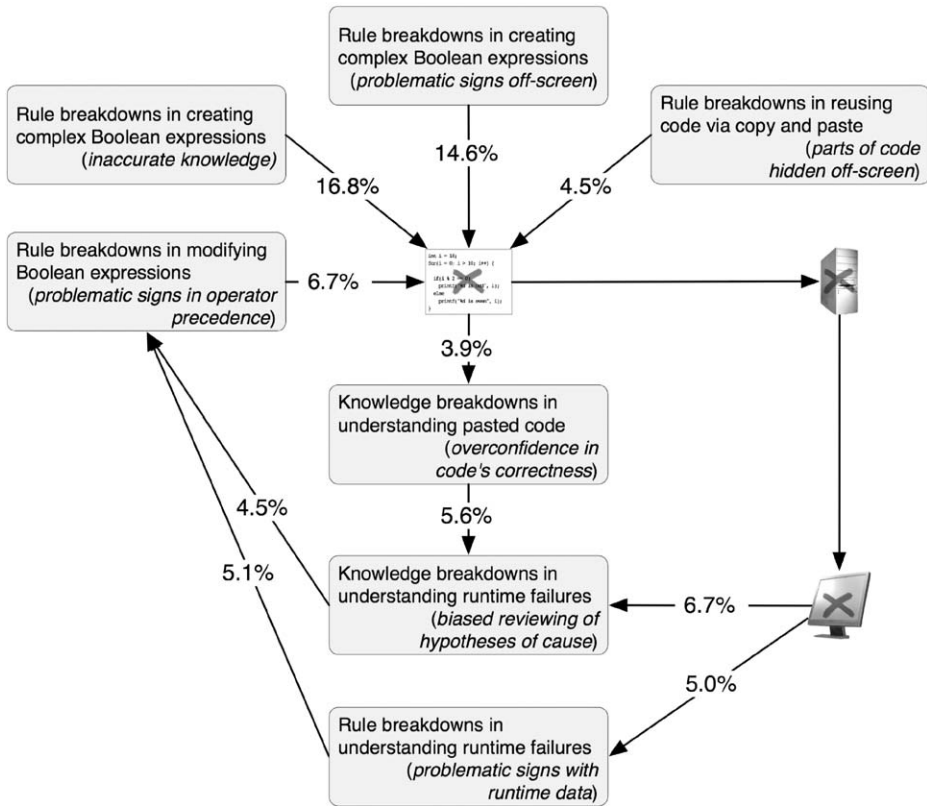 Rule breakdowns in creating
complex Boolean expressions
(problematic signs off-screen)
Rule breakdowns in creating
complex Boolean expressions
(inaccurate knowledge)
Rule breakdowns in reusing
code via copy and paste
(parts of code
hidden off-screen)
14.6%
16.8%
4.5%
Rule breakdowns in modifying
Boolean expressions
(problematic signs in operator
precedence)
6.7%
3.9%
Knowledge breakdowns in
understanding pasted code
(overconfidence in
code's correctness)
4.5%
5.6%
5.1%
Knowledge breakdowns in
understanding runtime failures
(biased reviewing of
hypotheses of cause)
6.7%
5.0%
Rule breakdowns in
understanding runtime failures
(problematic signs with
runtime data)